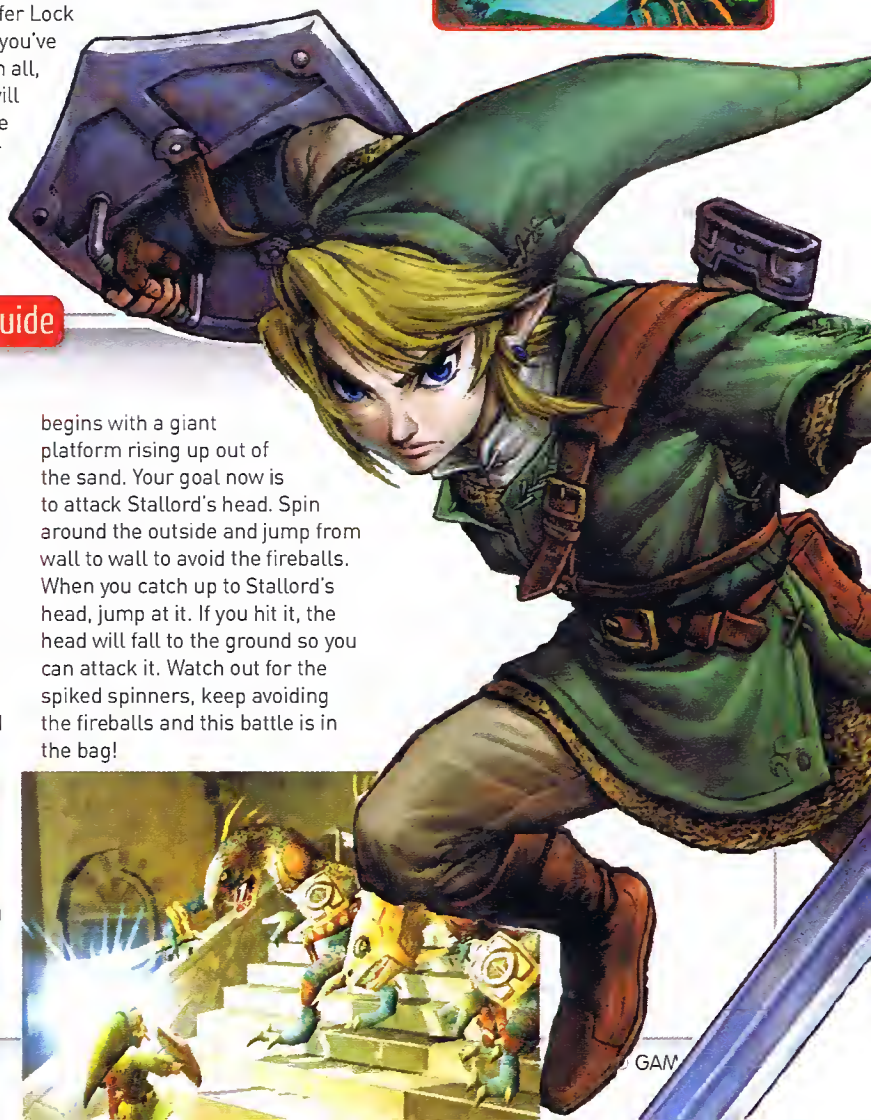 Lock
you've
all,
begins with a giant
platform rising up out of
the sand. Your goal now is
to attack Stallord's head. Spin
around the outside and jump from
wall to wall to avoid the fireballs.
When you catch up to Stallord's
head, jump at it. If you hit it, the
head will fall to the ground so you
can attack it. Watch out for the
spiked spinners, keep avoiding
the fireballs and this battle is in
the bag!